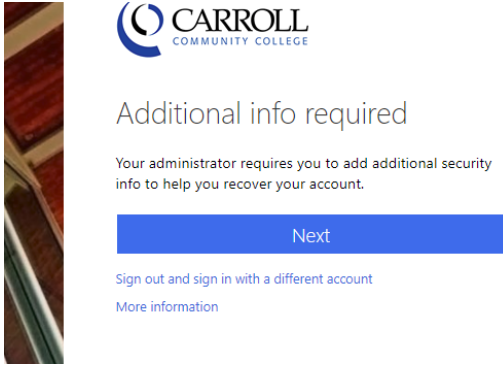 CARROLL
COMMUNITY COLLEGE
Additional info required
Your administrator requires you to add additional security
info to help you recover your account.
Next
Sign out and sign in with a different account
More information